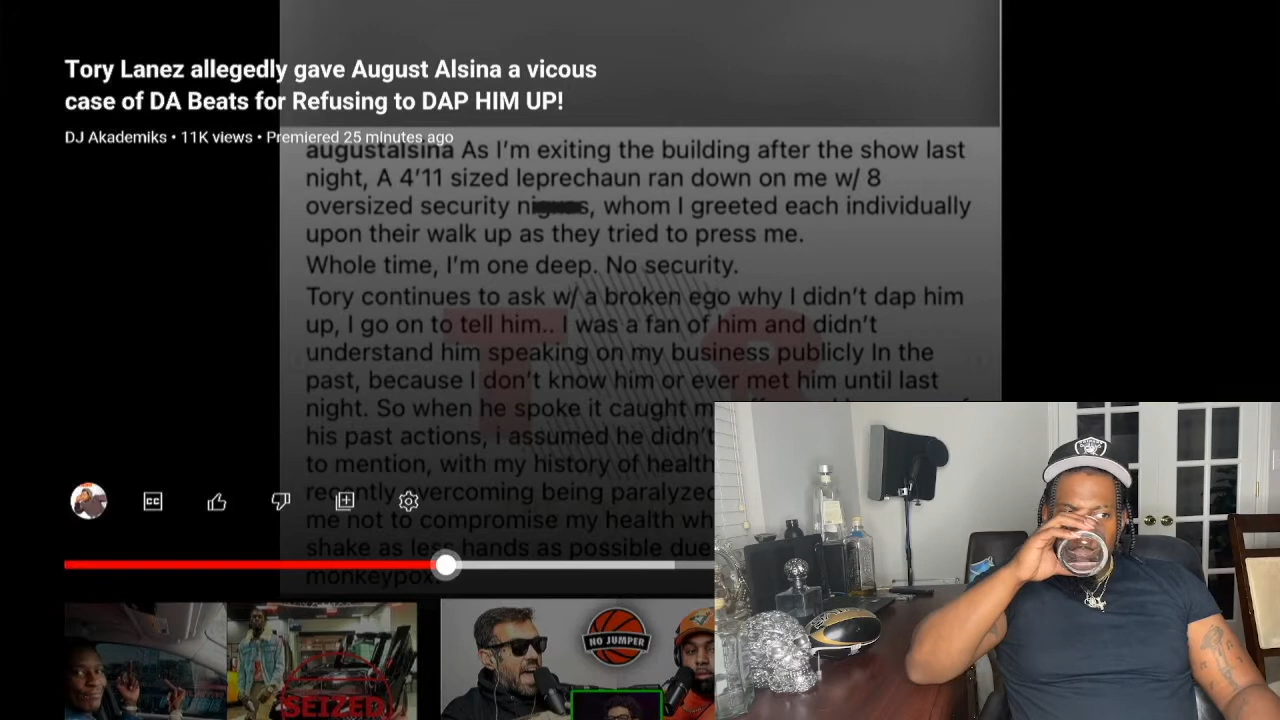 Tory Lanez allegedly gave August Alsina a vicous
case of DA Beats for Refusing to DAP HIM UP!
DJ Akademiks • 11K views • Premiered 25 minutes ago
augustalsina As I'm exiting the building after the show last
night, A 4'11 sized leprechaun ran down on me w/ 8
oversized security whom I greeted each individually
upon their walk up as they tried to press me.
Whole time, I'm one deep. No security.
Tory continues to ask w/ a broken ego why I didn't dap him
up, I go on to tell him.. I was a fan of him and didn't
understand him speaking on my business publicly In the
past, because I don't know him or ever met him until last
night. So when he spoke it caught
his past actions, i assumed he didn't
to mention, with my history of health
recently overcoming being paralyzed
me not to compromise my health
shake as less hands as possible due
monkeypox.
CC
NO JUMPER
SEIZED